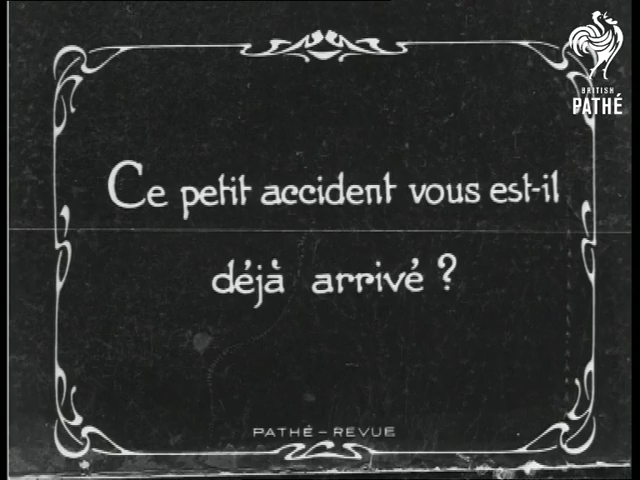 BRITISH
PATHÉ
Ce petit accident vous est-il
déjà arrivé ?
PATHÉ-REVUE